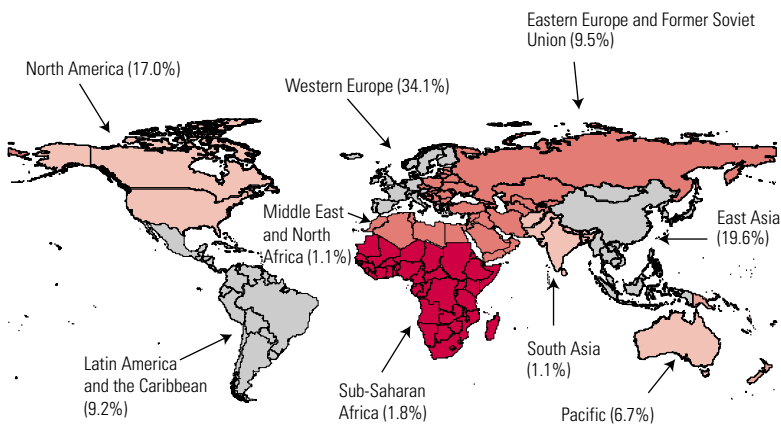 Eastern Europe and Former Soviet
Union (9.5%)
North America (17.0%)
Western Europe (34.1%)
Middle East
and North
Africa (1.1%)
East Asia
(19.6%)
Latin America
and the Caribbean
(9.2%)
Sub-Saharan
Africa (1.8%)
South Asia
(1.1%)
Pacific (6.7%)